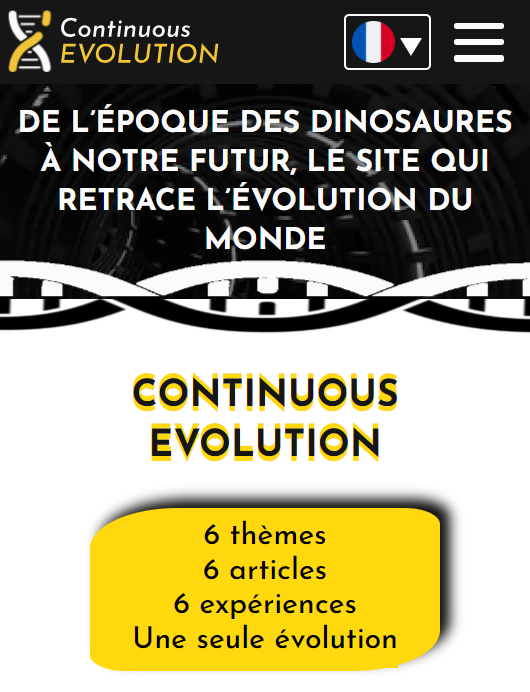 Continuous
EVOLUTION
DE L’ÉPOQUE DES DINOSAURES
À NOTRE FUTUR, LE SITE QUI
RETRACE L’ÉVOLUTION DU
MONDE
CONTINUOUS
EVOLUTION
6 thèmes
6 articles
6 expériences
Une seule évolution